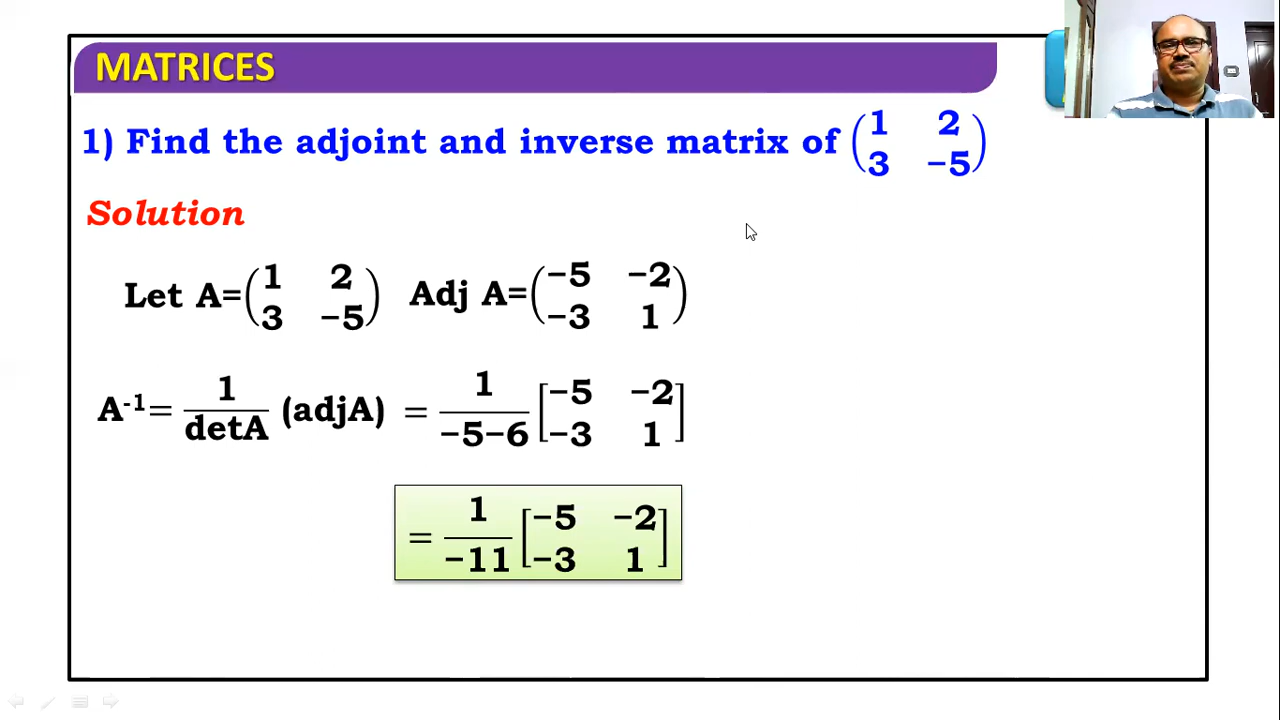 MATRICES
1) Find the adjoint and inverse matrix of (1 2
3 −5)
Solution
Let A=(1 2
3 −5) Adj A=(−5 −2
−3 1)
A⁻¹= 1/detA (adjA) = 1/−5−6 [−5 −2
−3 1]
= 1/−11 [−5 −2
−3 1]